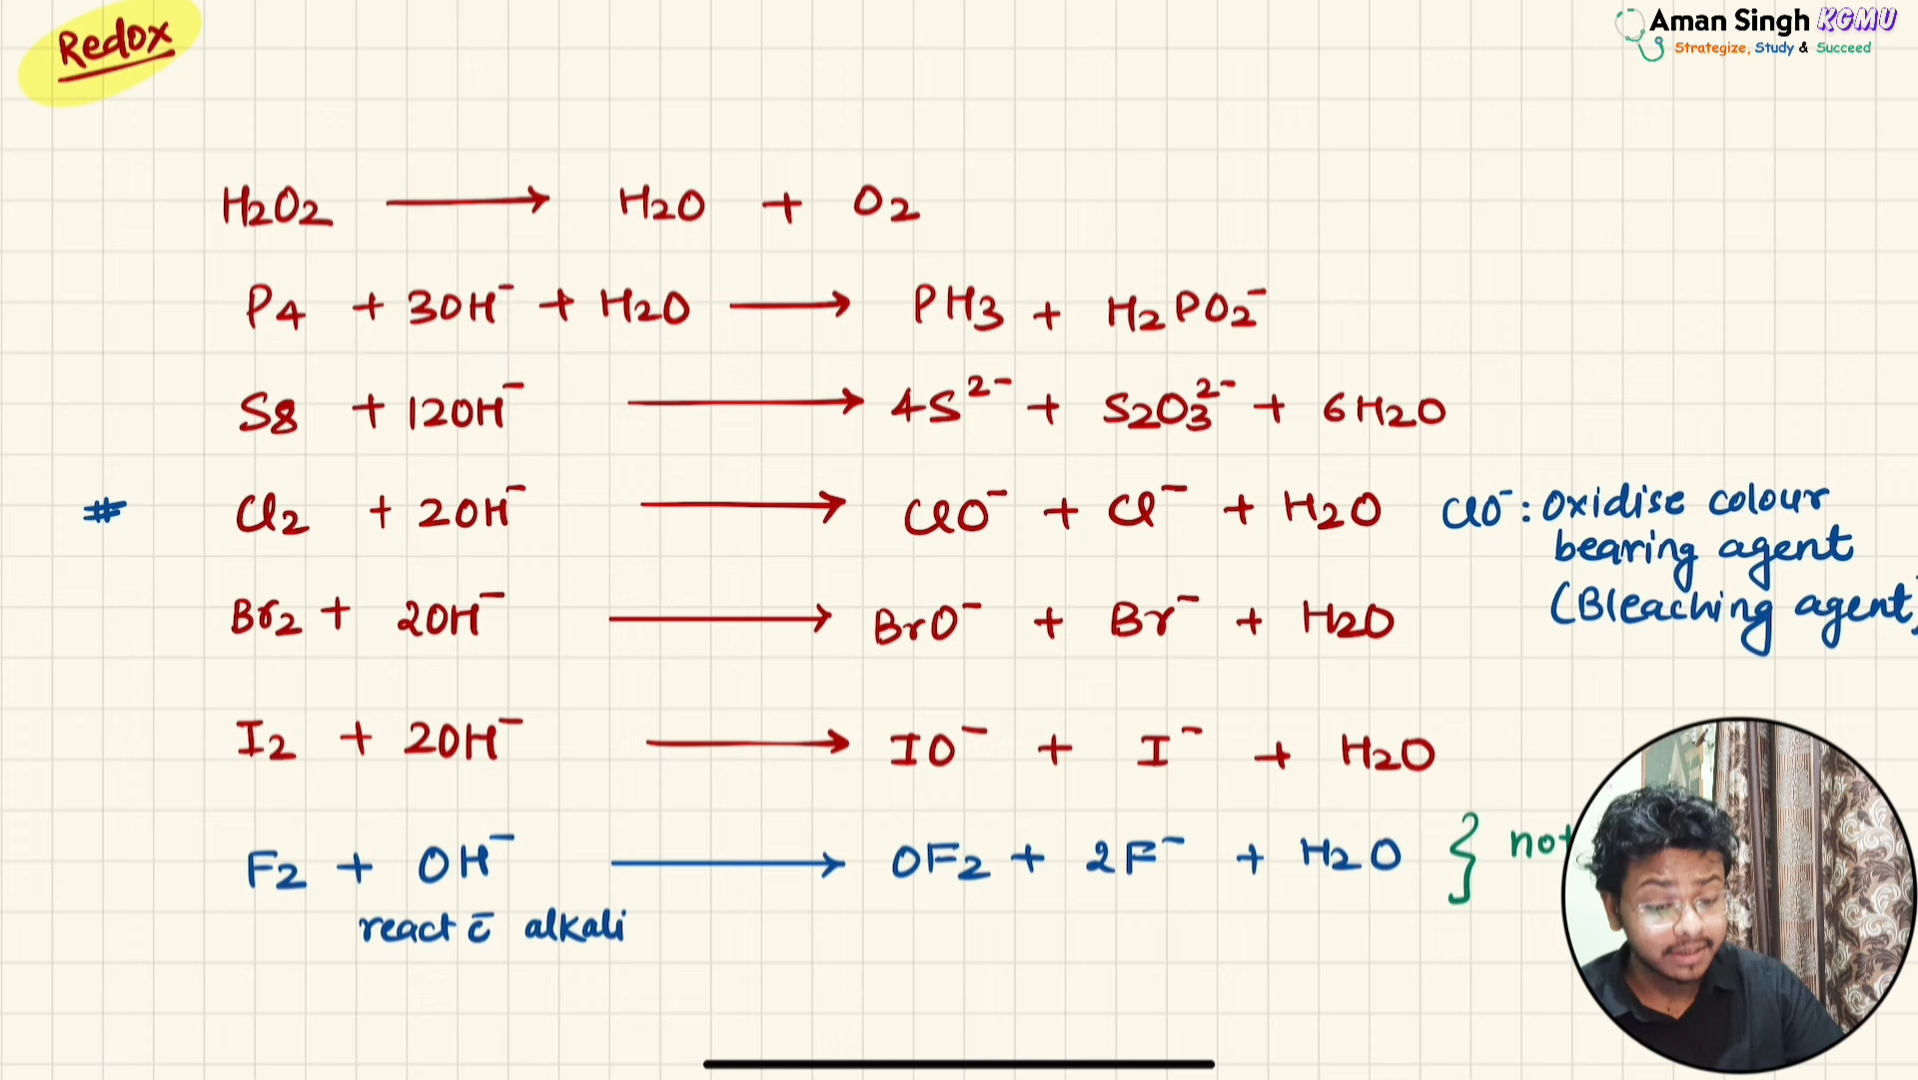 Redox
Aman Singh KGMU
Strategize, Study & Succeed
H2O2 ⟶ H2O + O2
P4 + 3OH⁻ + H2O ⟶ PH3 + H2PO2⁻
S8 + 12OH⁻ ⟶ 4S²⁻ + S2O3²⁻ + 6H2O
# Cl2 + 2OH⁻ ⟶ ClO⁻ + Cl⁻ + H2O
ClO⁻ : Oxidise colour
bearing agent
(Bleaching agent)
Br2 + 2OH⁻ ⟶ BrO⁻ + Br⁻ + H2O
I2 + 2OH⁻ ⟶ IO⁻ + I⁻ + H2O
F2 + OH⁻ ⟶ OF2 + 2F⁻ + H2O } not
react c̄ alkali